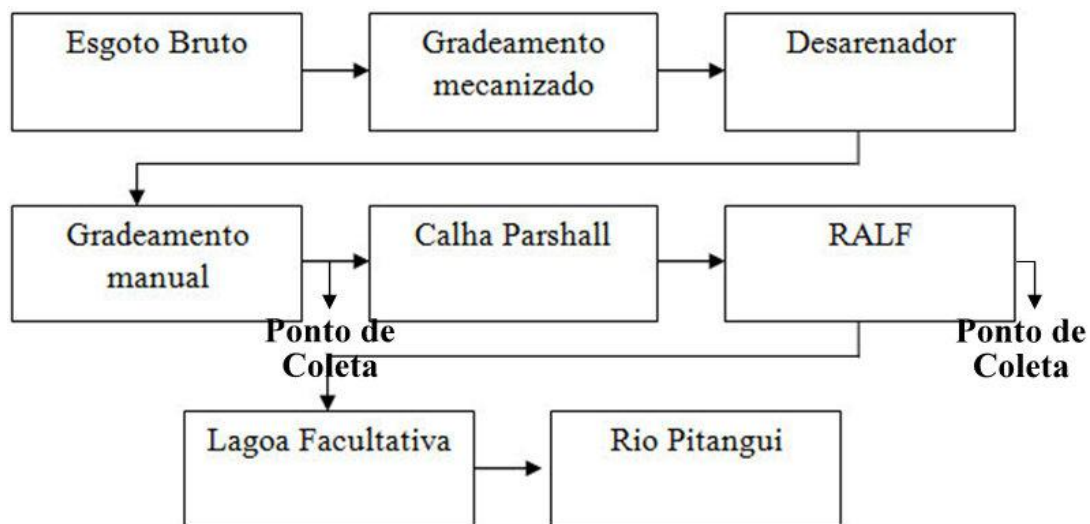 Esgoto Bruto
Gradeamento
mecanizado
Desarenador
Gradeamento
manual
Calha Parshall
RALF
Ponto de
Coleta
Ponto de
Coleta
Lagoa Facultativa
Rio Pitangui